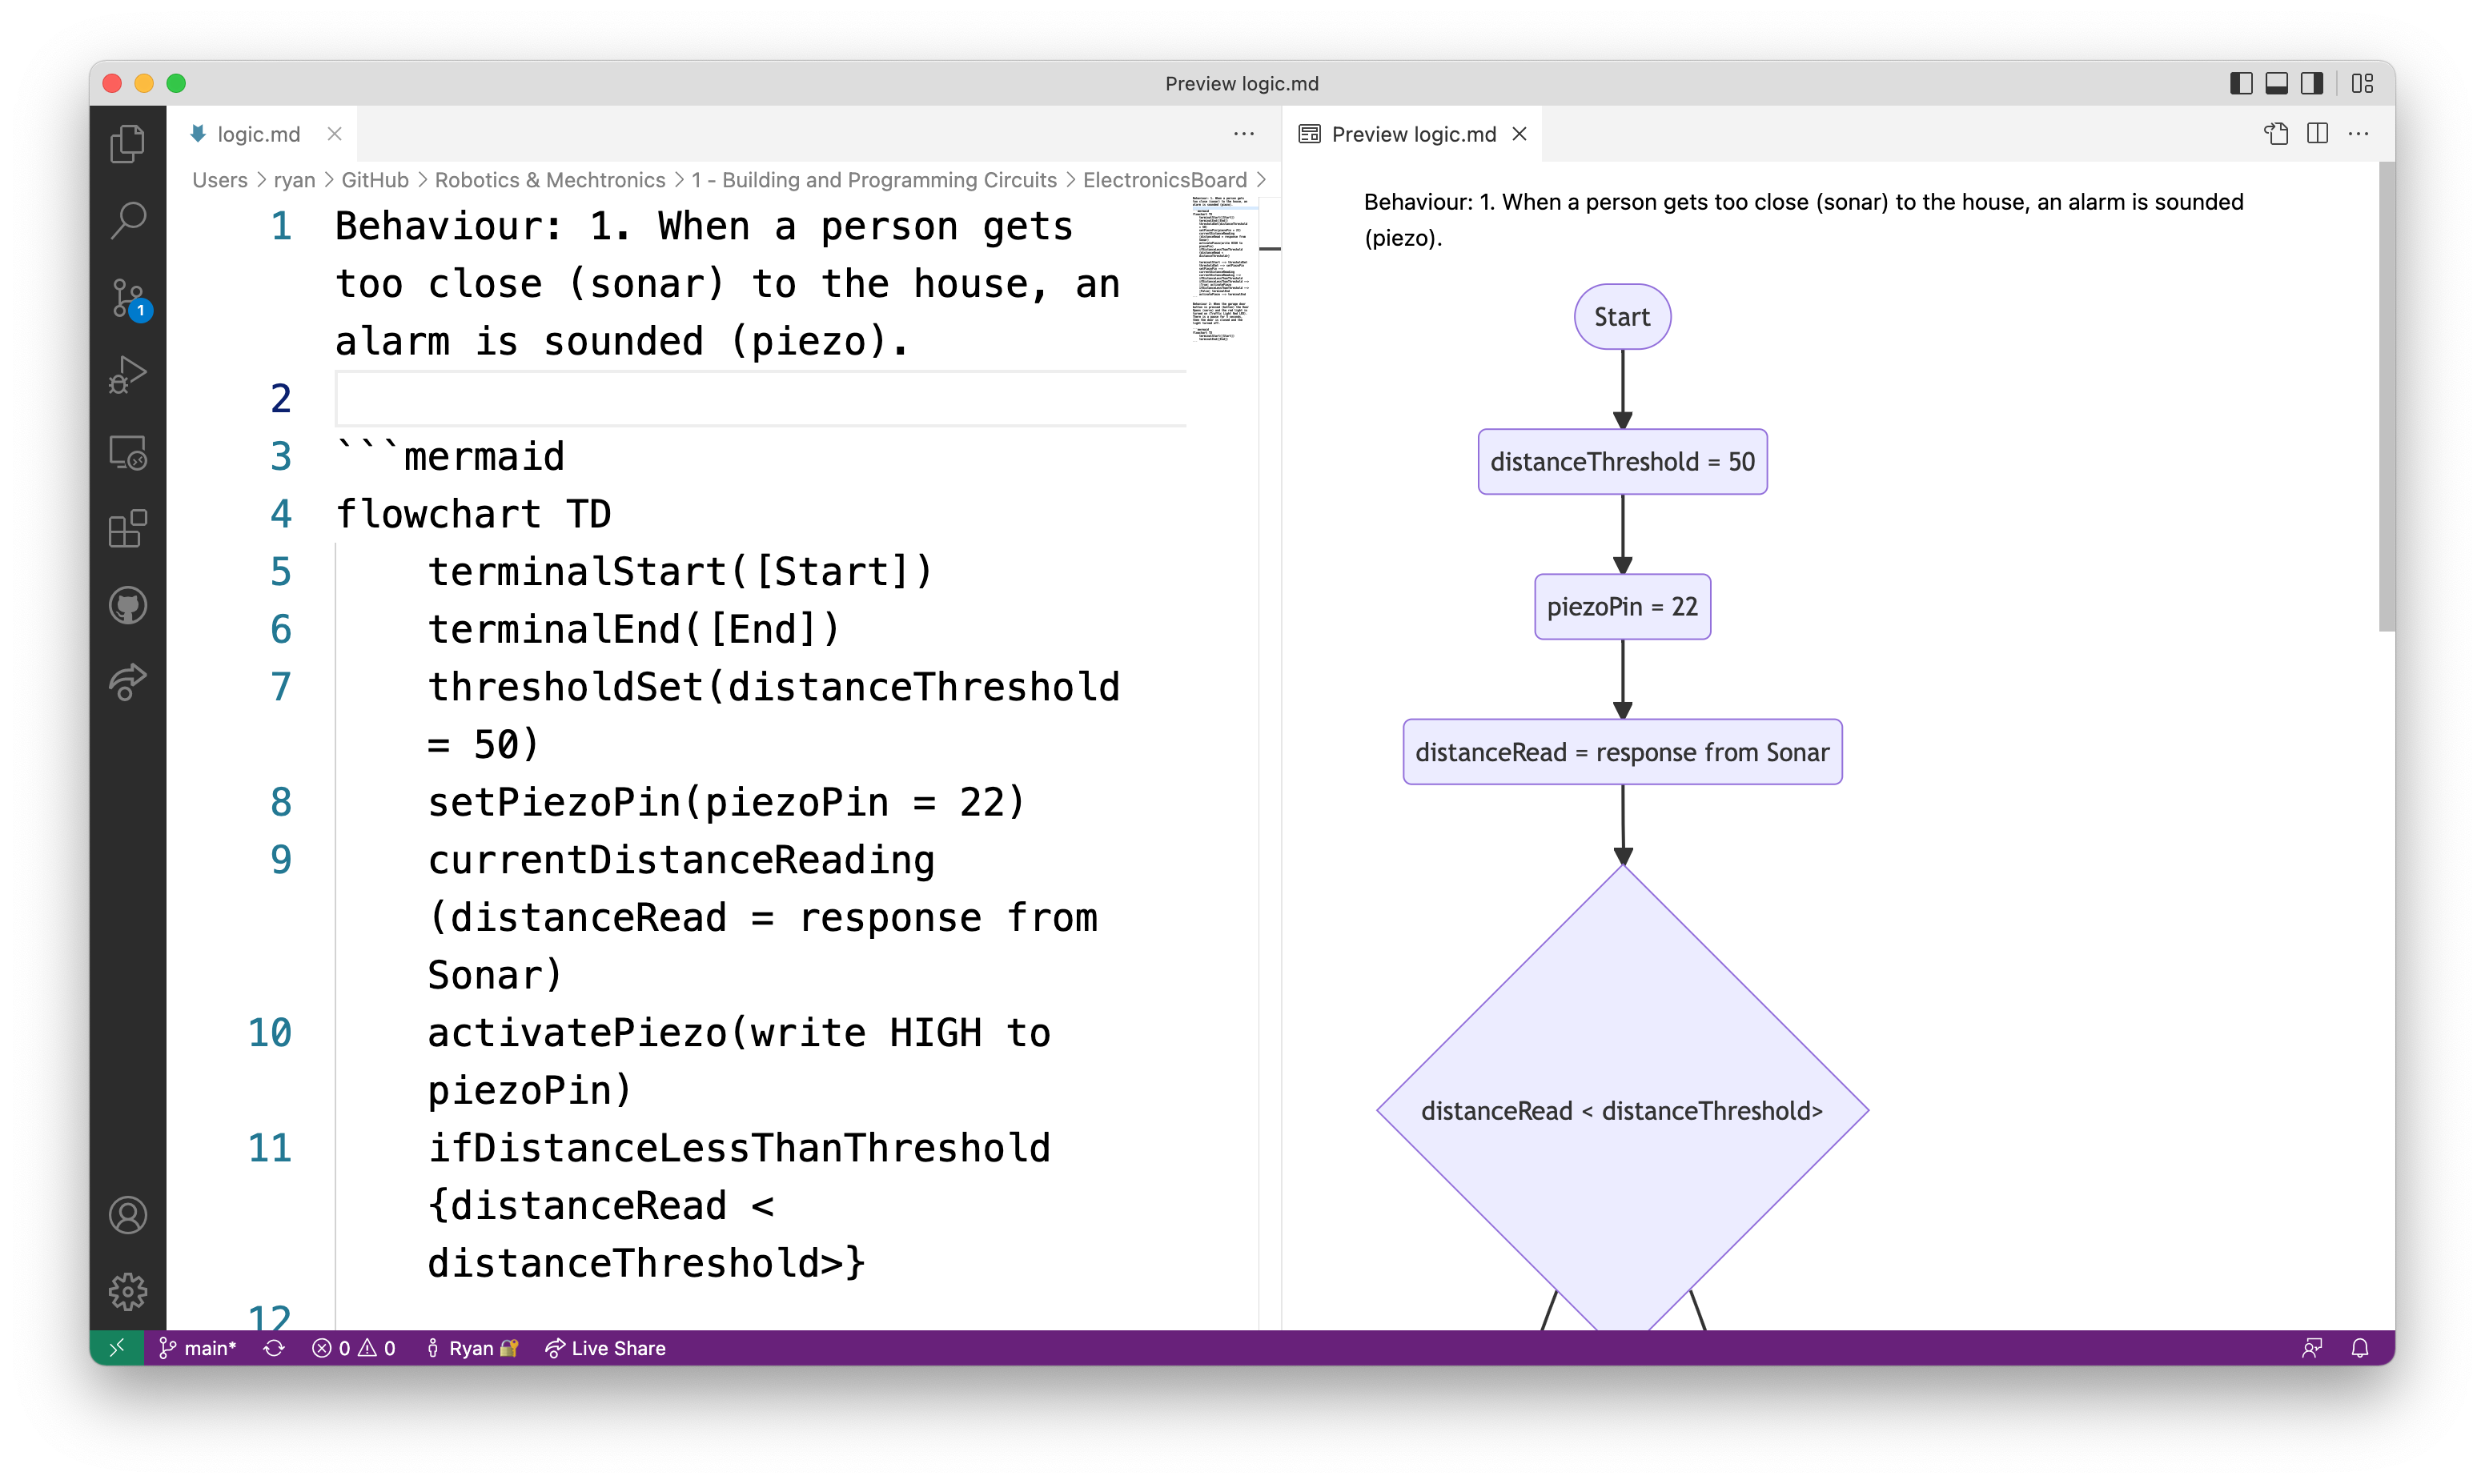 Preview logic.md
logic.md
Preview logic.md
Users > ryan > GitHub > Robotics & Mechtronics > 1 - Building and Programming Circuits > ElectronicsBoard >
1 Behaviour: 1. When a person gets
too close (sonar) to the house, an
alarm is sounded (piezo).
2
3 ```mermaid
4 flowchart TD
5 terminalStart([Start])
6 terminalEnd([End])
7 thresholdSet(distanceThreshold
= 50)
8 setPiezoPin(piezoPin = 22)
9 currentDistanceReading
(distanceRead = response from
Sonar)
10 activatePiezo(write HIGH to
piezoPin)
11 ifDistanceLessThanThreshold
{distanceRead <
distanceThreshold>}
12
Behaviour: 1. When a person gets too close (sonar) to the house, an alarm is sounded
(piezo).
Start
distanceThreshold = 50
piezoPin = 22
distanceRead = response from Sonar
distanceRead < distanceThreshold>
1
main*
0
0
Ryan
Live Share